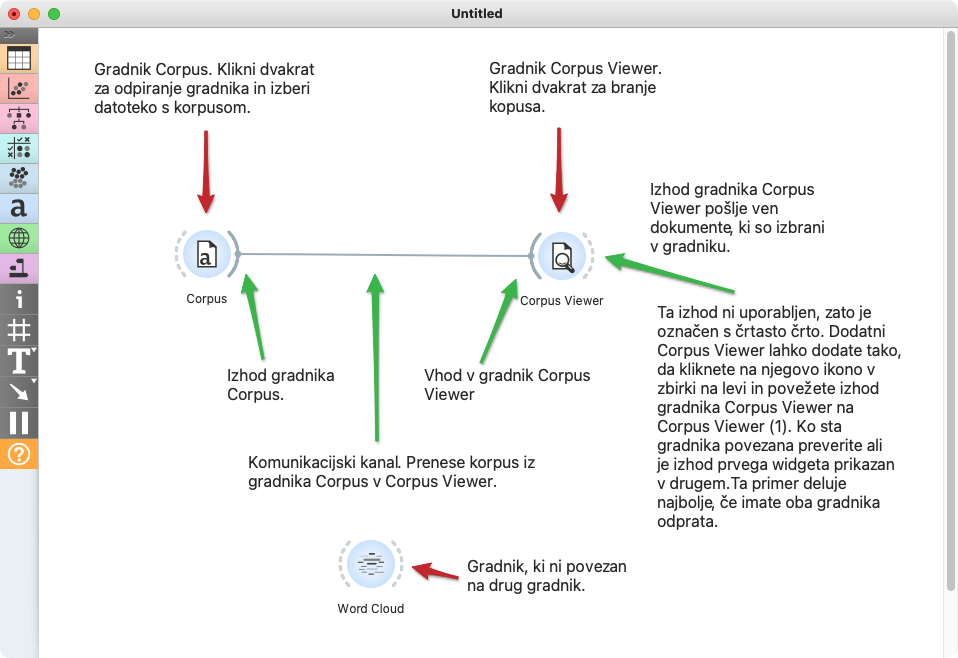 Untitled
Gradnik Corpus. Klikni dvakrat
za odpiranje gradnika in izberi
datoteko s korpusom.
Gradnik Corpus Viewer.
Klikni dvakrat za branje
kopusa.
Izhod gradnika Corpus
Viewer pošlje ven
dokumente, ki so izbrani
v gradniku.
a
Corpus
Corpus Viewer
Izhod gradnika
Corpus.
Vhod v gradnik Corpus
Viewer
Ta izhod ni uporabljen, zato je
označen s črtasto črto. Dodatni
Corpus Viewer lahko dodate tako,
da kliknete na njegovo ikono v
zbirki na levi in povežete izhod
gradnika Corpus Viewer na
Corpus Viewer (1). Ko sta
gradnika povezana preverite ali
je izhod prvega widgeta prikazan
v drugem.Ta primer deluje
najbolje, če imate oba gradnika
odprata.
Komunikacijski kanal. Prenese korpus iz
gradnika Corpus v Corpus Viewer.
Gradnik, ki ni povezan
na drug gradnik.
Word Cloud
a
i
#
T
?